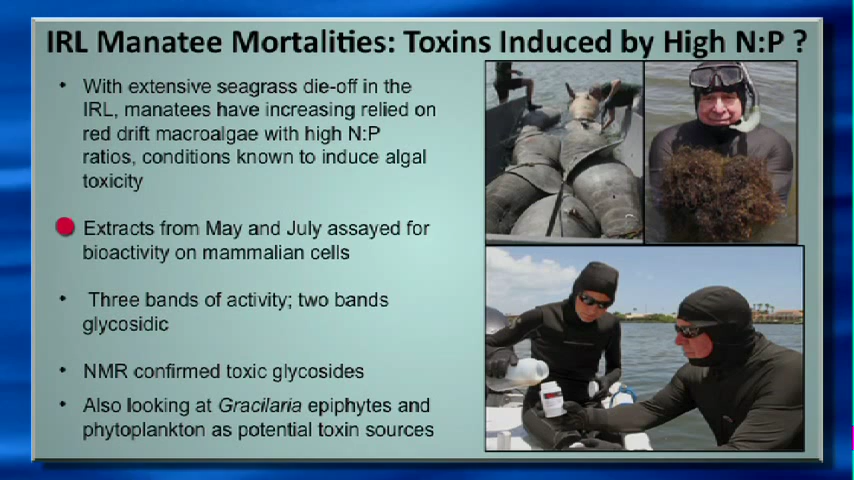 IRL Manatee Mortalities: Toxins Induced by High N:P ?
• With extensive seagrass die-off in the
IRL, manatees have increasing relied on
red drift macroalgae with high N:P
ratios, conditions known to induce algal
toxicity
Extracts from May and July assayed for
bioactivity on mammalian cells
• Three bands of activity; two bands
glycosidic
• NMR confirmed toxic glycosides
• Also looking at Gracilaria epiphytes and
phytoplankton as potential toxin sources